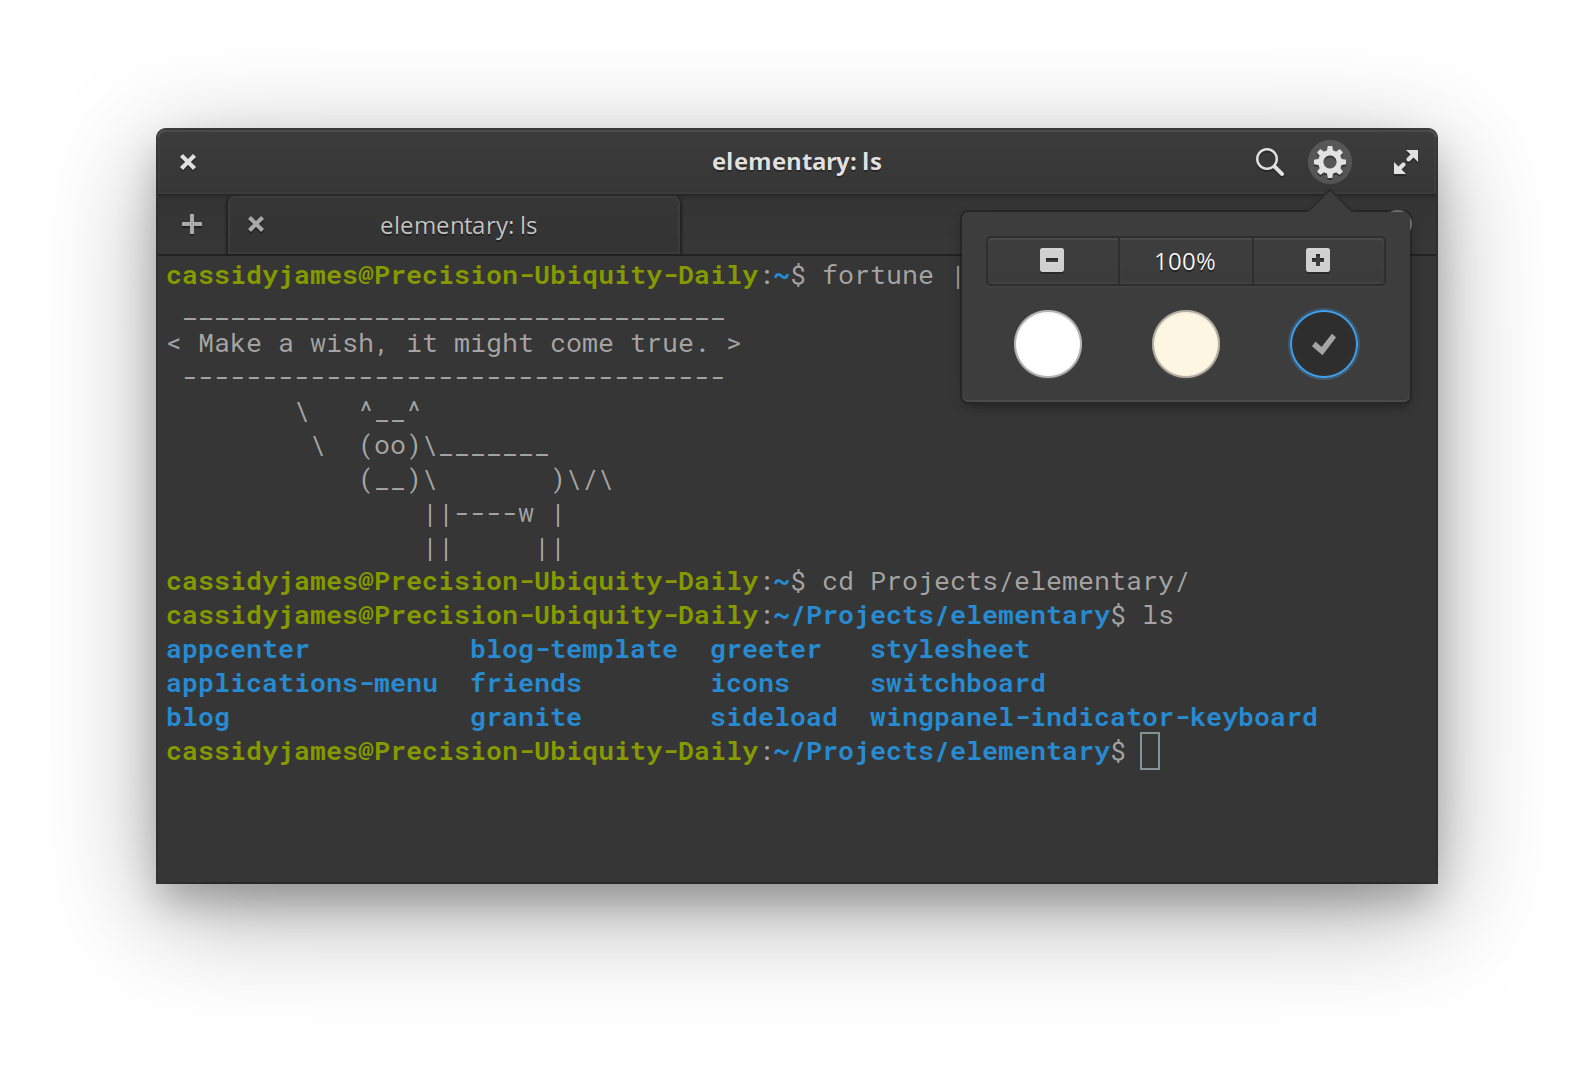 elementary: ls
elementary: ls
100%
cassidyjames@Precision-Ubiquity-Daily:~$ fortune |
 __________________________________
< Make a wish, it might come true. >
 ----------------------------------
        \   ^__^
         \  (oo)\_______
            (__)\       )\/\
                ||----w |
                ||     ||
cassidyjames@Precision-Ubiquity-Daily:~$ cd Projects/elementary/
cassidyjames@Precision-Ubiquity-Daily:~/Projects/elementary$ ls
appcenter          blog-template  greeter   stylesheet
applications-menu  friends        icons     switchboard
blog               granite        sideload  wingpanel-indicator-keyboard
cassidyjames@Precision-Ubiquity-Daily:~/Projects/elementary$